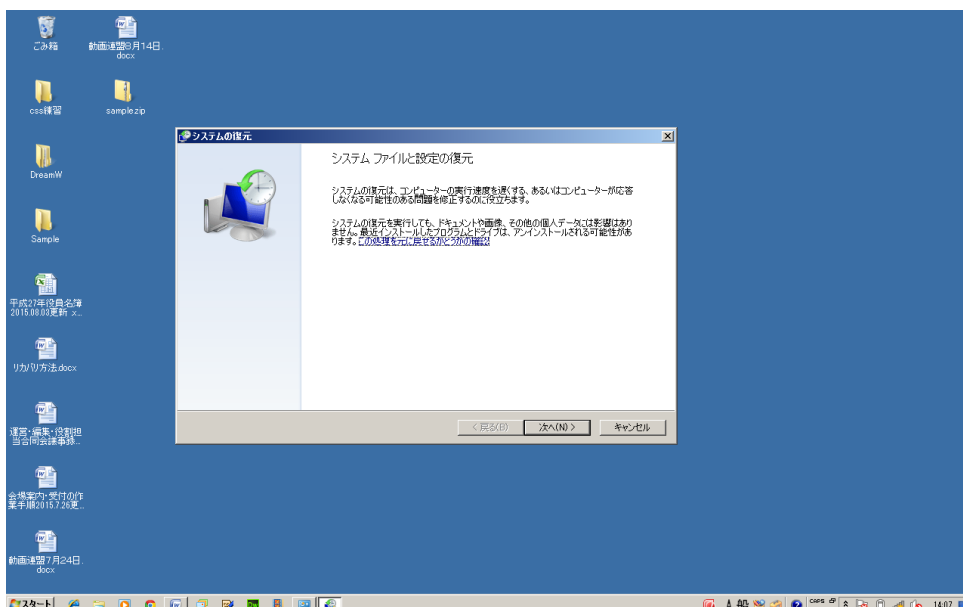 ごみ箱
動画連盟8月14日.
docx
css練習
sample.zip
DreamW
Sample
平成27年役員名簿
2015.08.03更新 x...
リカバリ方法.docx
運営・編集・役割担
当合同会議事録...
会場案内・受付の作
業手順2015.7.26更...
動画連盟7月24日.
docx
システムの復元
システム ファイルと設定の復元
システムの復元は、コンピューターの実行速度を遅くする、あるいはコンピューターが応答
しなくなる可能性のある問題を修正するのに役立ちます。
システムの復元を実行しても、ドキュメントや画像、その他の個人データには影響はあり
ません。最近インストールしたプログラムとドライブは、アンインストールされる可能性があ
ります。この処理を元に戻せるかどうかの確認?
< 戻る(B)
次へ(N) >
キャンセル
スタート
A 般
CAPS
14:07